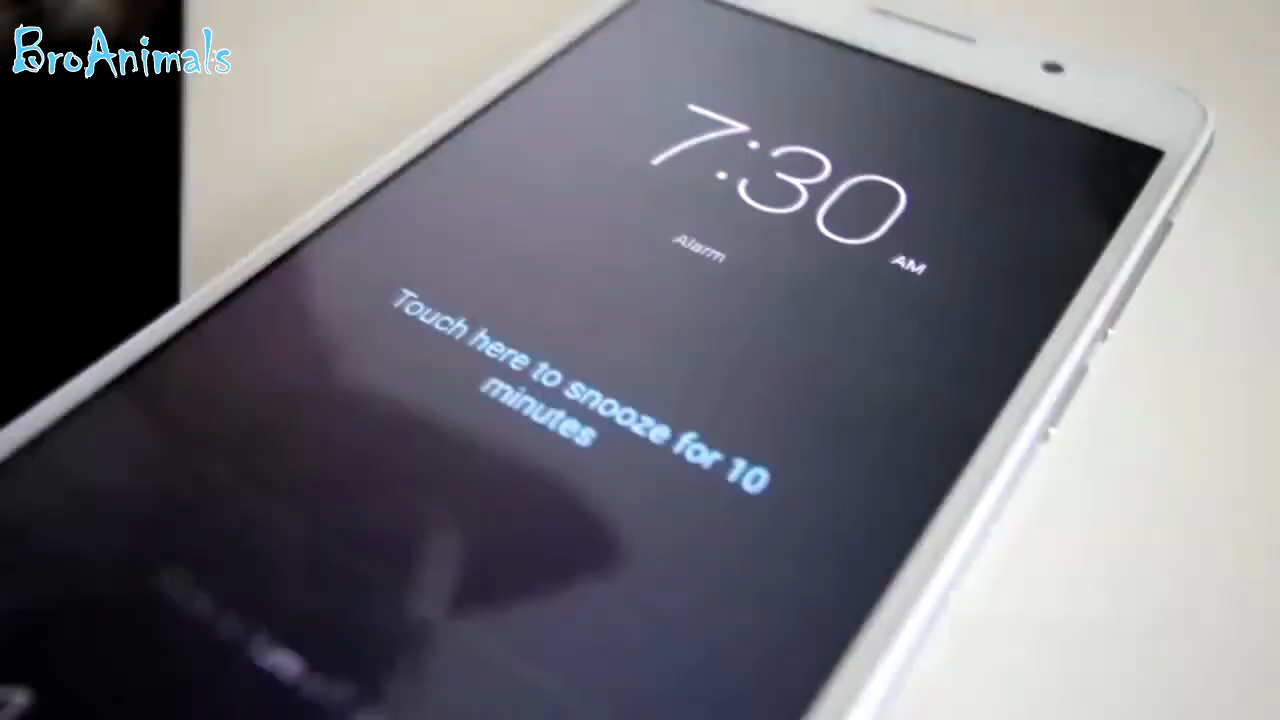 BroAnimals
7:30 AM
Alarm
Touch here to snooze for 10
minutes